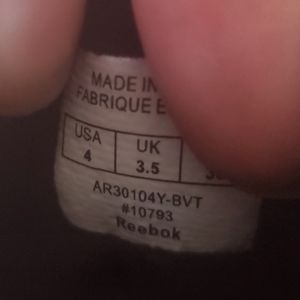 MADE IN
FABRIQUE E
USA UK
4 3.5
AR30104Y-BVT
#10793
Reebok